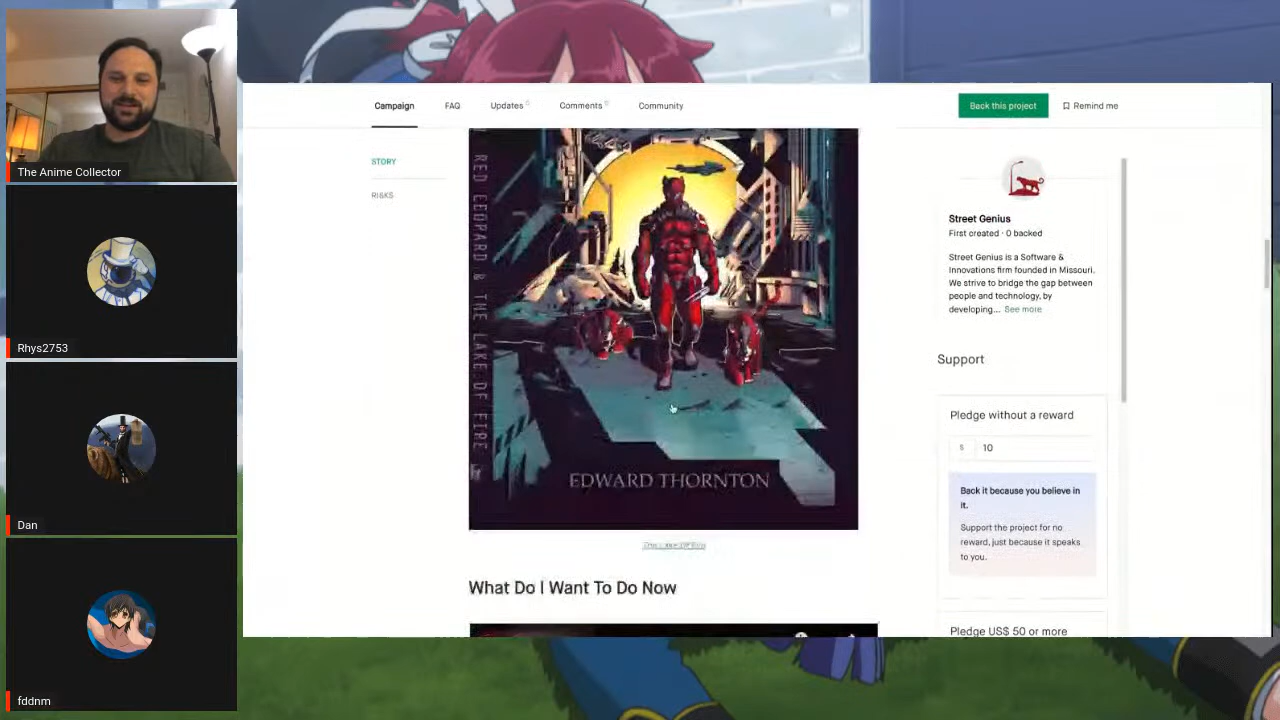 The Anime Collector
Rhys2753
Dan
fddnm
Campaign
FAQ
Updates 0
Comments 0
Community
Back this project
Remind me
STORY
RISKS
RED LEOPARD & THE LAKE OF FIRE
EDWARD THORNTON
What Do I Want To Do Now
Street Genius
First created · 0 backed
Street Genius is a Software &
Innovations firm founded in Missouri.
We strive to bridge the gap between
people and technology, by
developing... See more
Support
Pledge without a reward
$ 10
Back it because you believe in
it.
Support the project for no
reward, just because it speaks
to you.
Pledge US$ 50 or more